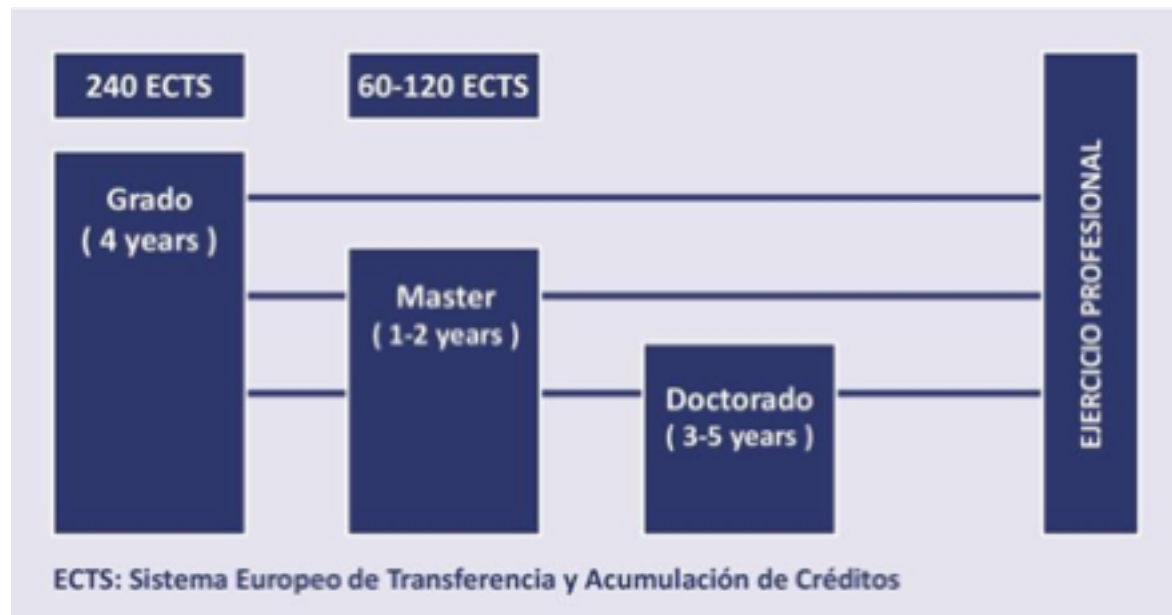 240 ECTS
60-120 ECTS
Grado
( 4 years )
Master
( 1-2 years )
Doctorado
( 3-5 years )
EJERCICIO PROFESIONAL
ECTS: Sistema Europeo de Transferencia y Acumulación de Créditos